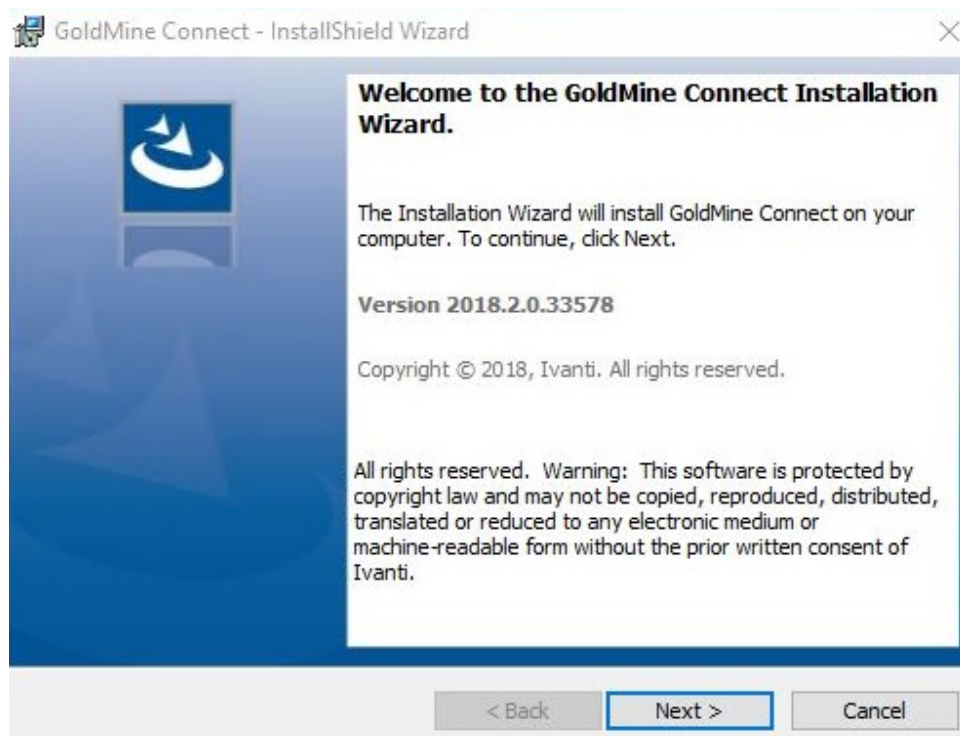 GoldMine Connect - InstallShield Wizard
Welcome to the GoldMine Connect Installation
Wizard.
The Installation Wizard will install GoldMine Connect on your
computer. To continue, click Next.
Version 2018.2.0.33578
Copyright © 2018, Ivanti. All rights reserved.
All rights reserved.  Warning:  This software is protected by
copyright law and may not be copied, reproduced, distributed,
translated or reduced to any electronic medium or
machine-readable form without the prior written consent of
Ivanti.
< Back
Next >
Cancel